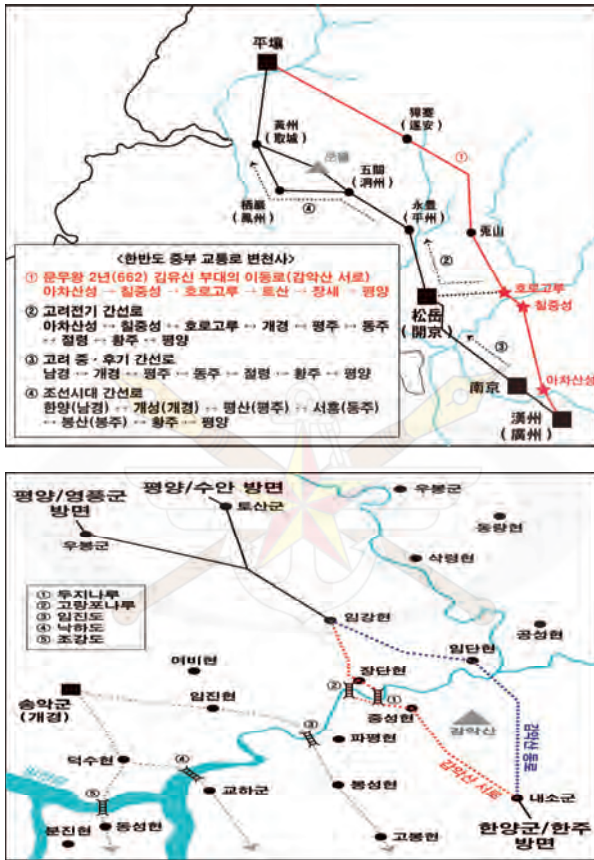 平壤
黃州
(取城)
五關
(洞州)
(鳳州)
④
獐塞
(遂安)
①
永豊
(平州)
兎山
②
호로고루
칠중성
松岳
(開京)
③
아차산성
南京
漢州
(廣州)
<한반도 중부 교통로 변천사>
① 문무왕 2년(662) 김유신 부대의 이동로(감악산 서로)
아차산성 → 칠중성 → 호로고루 → 토산 → 장새 → 평양
② 고려전기 간선로
아차산성 ↔ 칠중성 ↔ 호로고루 ↔ 개경 ↔ 평주 ↔ 동주
↔ 절령 ↔ 황주 ↔ 평양
③ 고려 중·후기 간선로
남경 ↔ 개경 ↔ 평주 ↔ 동주 ↔ 절령 ↔ 황주 ↔ 평양
④ 조선시대 간선로
한양(남경) ↔ 개성(개경) ↔ 평산(평주) ↔ 서흥(동주)
↔ 봉산(봉주) ↔ 황주 ↔ 평양
평양/영풍군
방면
평양/수안 방면
우봉군
토산군
우봉군
동량현
삭령현
① 두지나루
② 고랑포나루
③ 임진도
④ 낙하도
⑤ 조강도
임강현
공성현
임단현
여비현
장단현
송악군
(개경)
임진현
②
①
중성현
감악산
감악산 동로
③
파평현
덕수현
④
감악산 서로
교하군
봉성현
내소군
⑤
분진현
동성현
고봉현
한양군/한주
방면